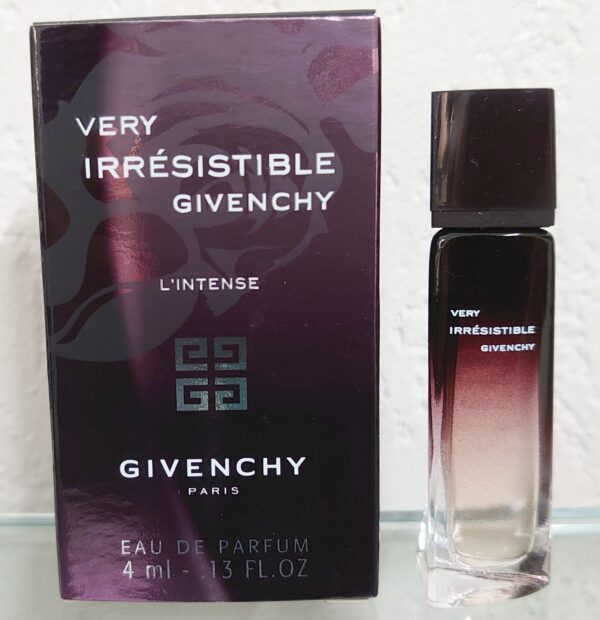 VERY
IRRÉSISTIBLE
GIVENCHY
L'INTENSE
GIVENCHY
PARIS
EAU DE PARFUM
4 ml - .13 FL.OZ
VERY
IRRÉSISTIBLE
GIVENCHY